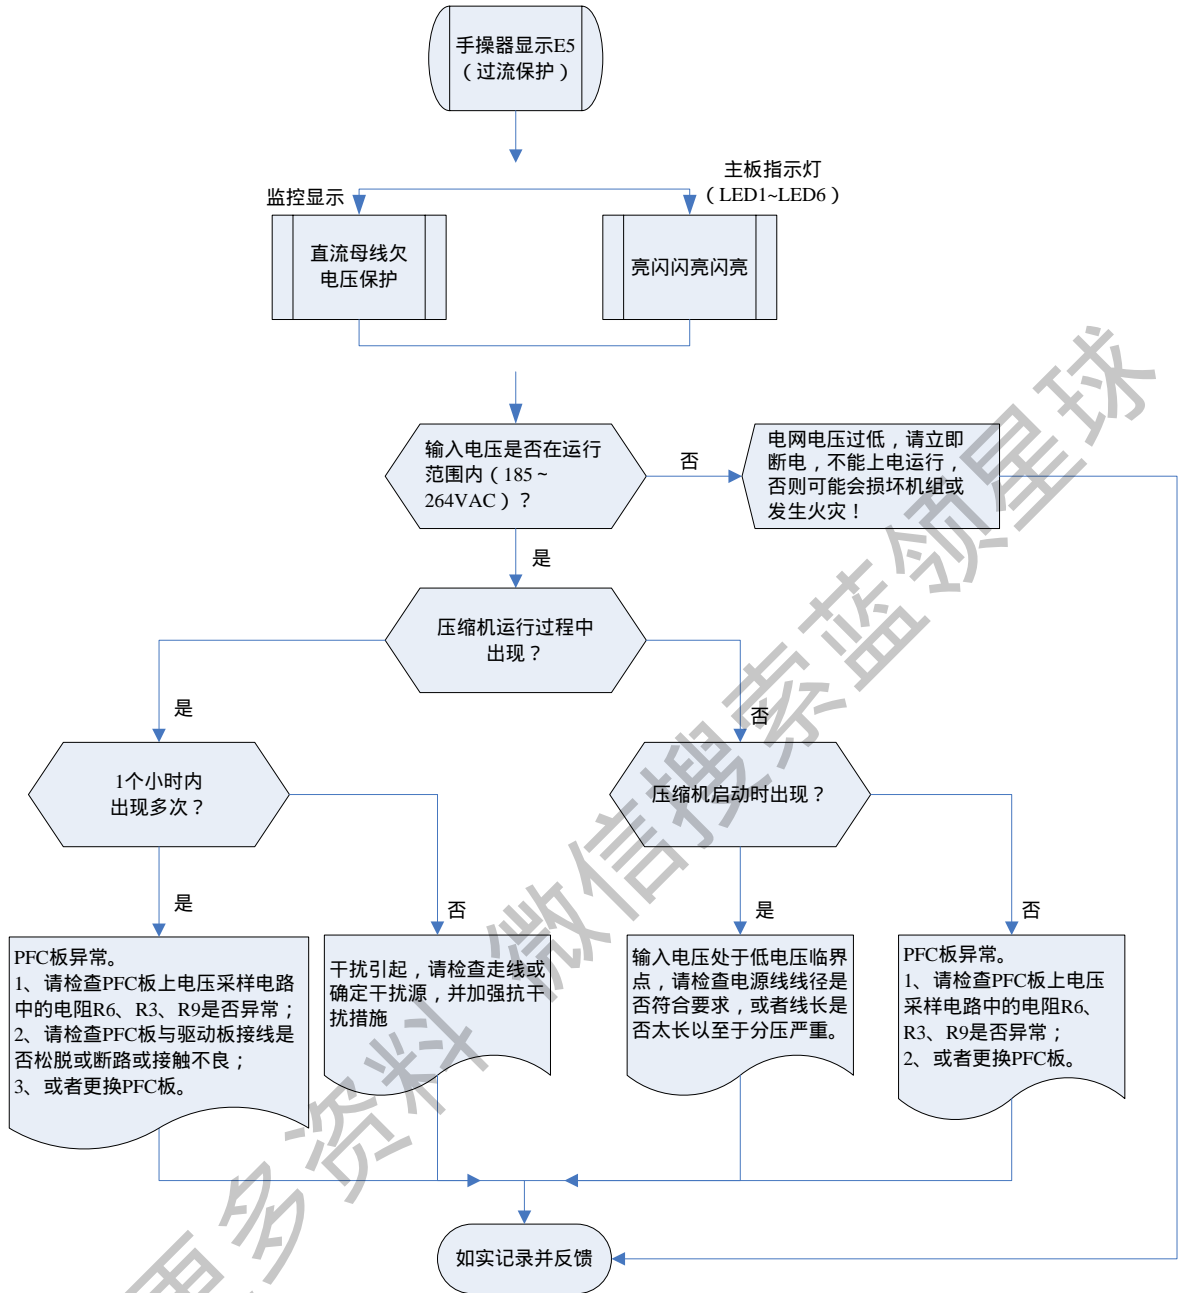 手操器显示E5
（过流保护）
监控显示
主板指示灯
（LED1~LED6）
直流母线欠
电压保护
亮闪闪亮闪亮
输入电压是否在运行
范围内（185～
264VAC）？
否
电网电压过低，请立即
断电，不能上电运行，
否则可能会损坏机组或
发生火灾！
是
压缩机运行过程中
出现？
是
否
1个小时内
出现多次？
压缩机启动时出现？
是
否
是
否
PFC板异常。
1、请检查PFC板上电压采样电路
中的电阻R6、R3、R9是否异常；
2、请检查PFC板与驱动板接线是
否松脱或断路或接触不良；
3、或者更换PFC板。
干扰引起，请检查走线或
确定干扰源，并加强抗干
扰措施
输入电压处于低电压临界
点，请检查电源线线径是
否符合要求，或者线长是
否太长以至于分压严重。
PFC板异常。
1、请检查PFC板上电压
采样电路中的电阻R6、
R3、R9是否异常；
2、或者更换PFC板。
如实记录并反馈
更多资料 微信搜索蓝领星球